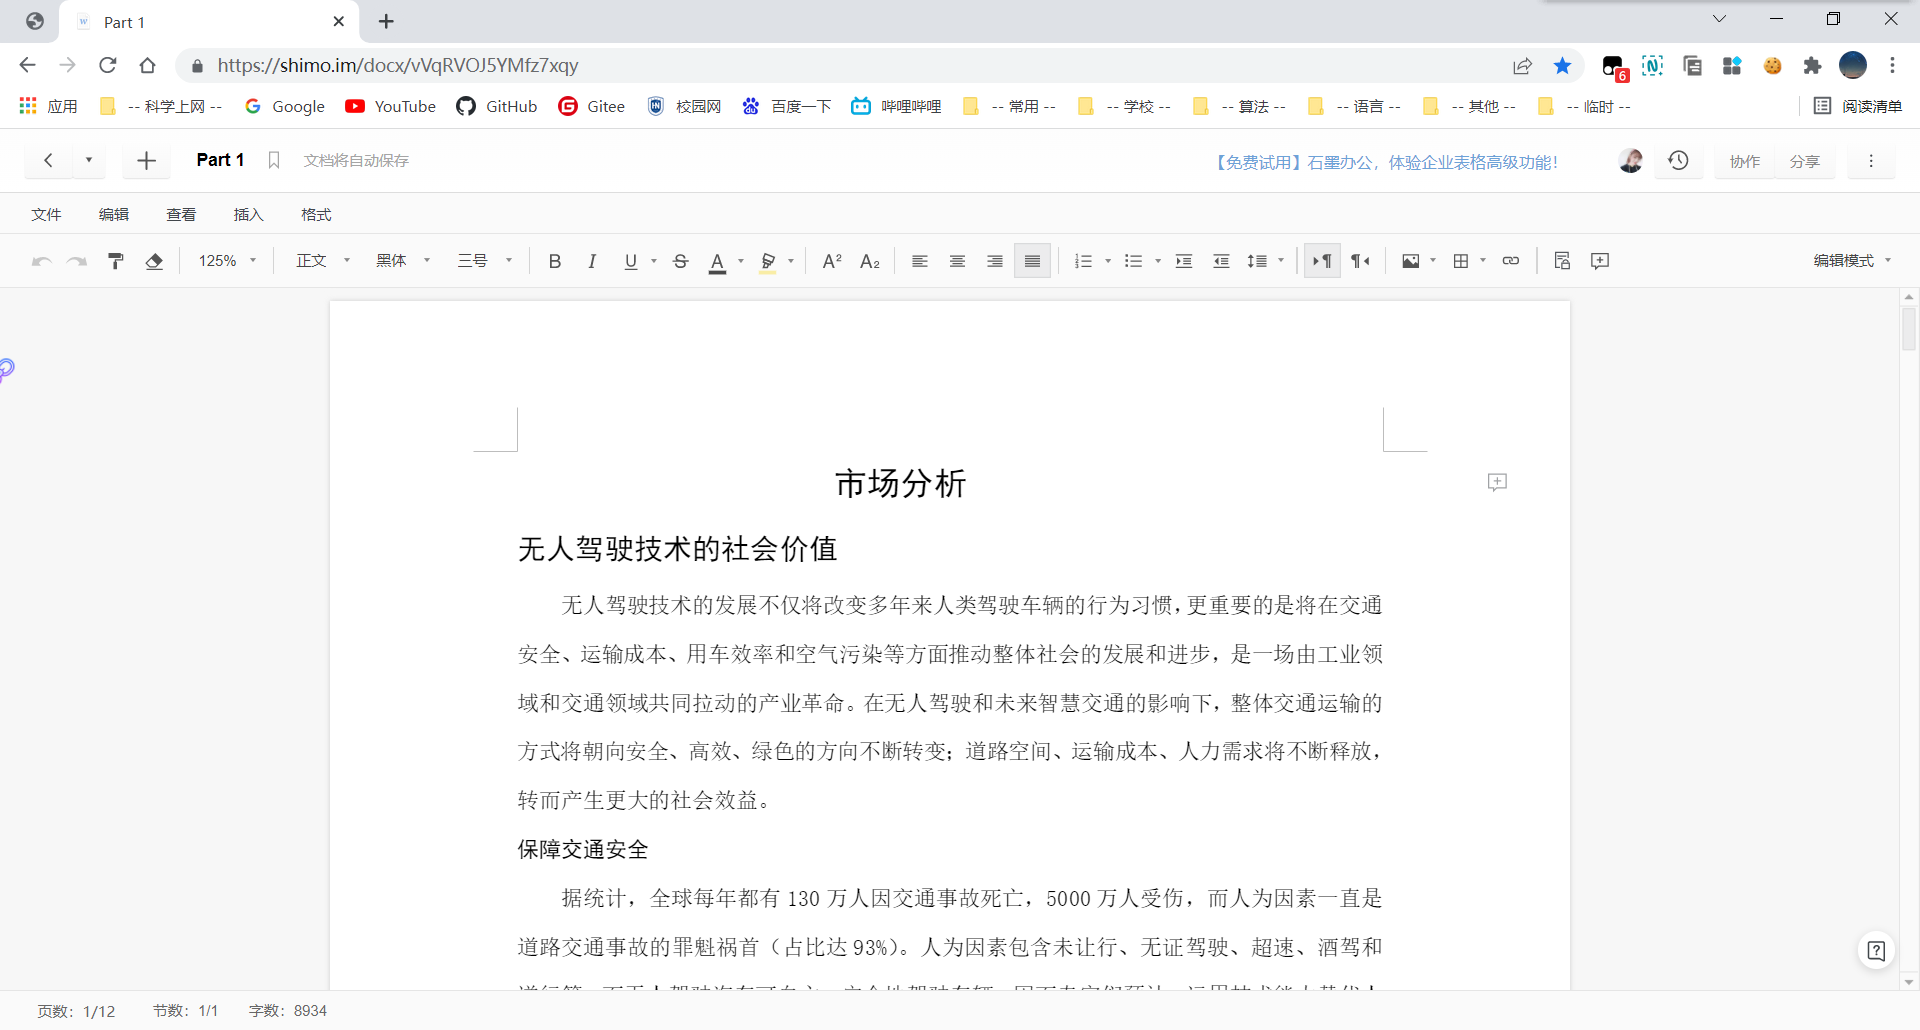 Part 1
https://shimo.im/docx/vVqRVOJ5YMfz7xqy
6
应用 -- 科学上网 -- Google YouTube GitHub Gitee 校园网 百度一下 哔哩哔哩 -- 常用 -- -- 学校 -- -- 算法 -- -- 语言 -- -- 其他 -- -- 临时 -- 阅读清单
Part 1 文档将自动保存 【免费试用】石墨办公，体验企业表格高级功能！ 协作 分享
文件 编辑 查看 插入 格式
125% 正文 黑体 三号 B I U S A A² A₂ 编辑模式
市场分析
无人驾驶技术的社会价值
无人驾驶技术的发展不仅将改变多年来人类驾驶车辆的行为习惯，更重要的是将在交通
安全、运输成本、用车效率和空气污染等方面推动整体社会的发展和进步，是一场由工业领
域和交通领域共同拉动的产业革命。在无人驾驶和未来智慧交通的影响下，整体交通运输的
方式将朝向安全、高效、绿色的方向不断转变；道路空间、运输成本、人力需求将不断释放，
转而产生更大的社会效益。
保障交通安全
据统计，全球每年都有 130 万人因交通事故死亡，5000 万人受伤，而人为因素一直是
道路交通事故的罪魁祸首（占比达 93%）。人为因素包含未让行、无证驾驶、超速、酒驾和
页数：1/12 节数：1/1 字数：8934